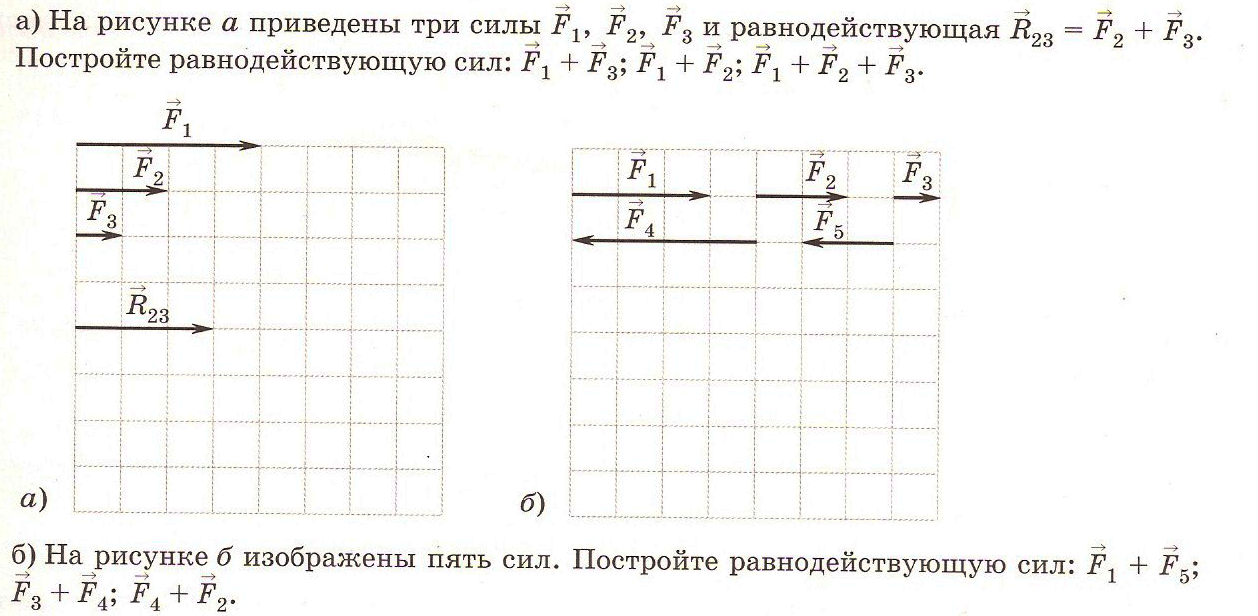 а) На рисунке а приведены три силы F⃗₁, F⃗₂, F⃗₃ и равнодействующая R⃗₂₃ = F⃗₂ + F⃗₃.
Постройте равнодействующую сил: F⃗₁ + F⃗₃; F⃗₁ + F⃗₂; F⃗₁ + F⃗₂ + F⃗₃.
F⃗₁
F⃗₂
F⃗₃
R⃗₂₃
а)
F⃗₁ F⃗₂ F⃗₃
F⃗₄ F⃗₅
б)
б) На рисунке б изображены пять сил. Постройте равнодействующую сил: F⃗₁ + F⃗₅;
F⃗₃ + F⃗₄; F⃗₄ + F⃗₂.